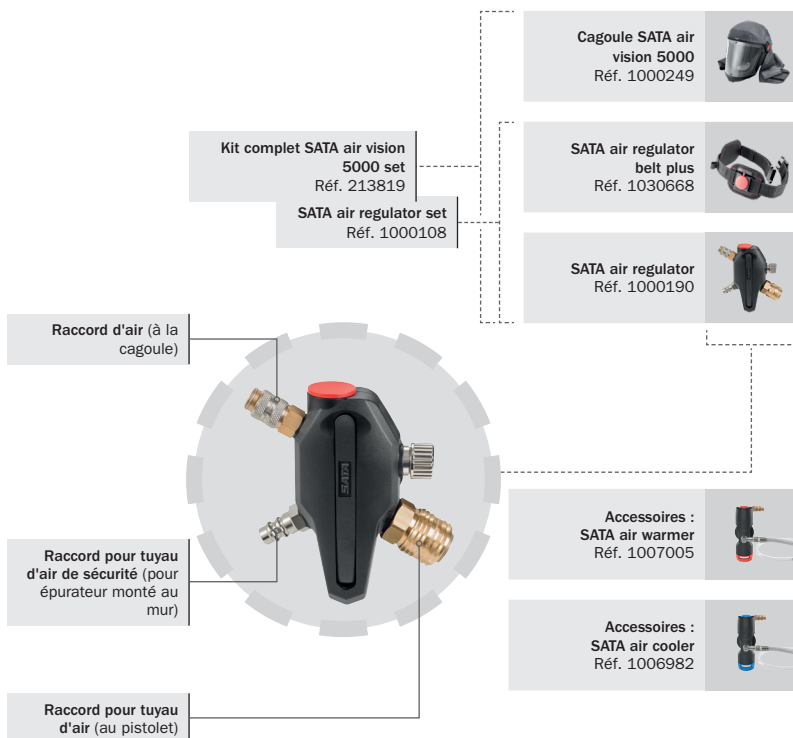 Cagoule SATA air
vision 5000
Réf. 1000249
Kit complet SATA air vision
5000 set
Réf. 213819
SATA air regulator
belt plus
Réf. 1030668
SATA air regulator set
Réf. 1000108
SATA air regulator
Réf. 1000190
Raccord d'air (à la
cagoule)
SATA
Raccord pour tuyau
d'air de sécurité (pour
épurateur monté au
mur)
Accessoires :
SATA air warmer
Réf. 1007005
Accessoires :
SATA air cooler
Réf. 1006982
Raccord pour tuyau
d'air (au pistolet)